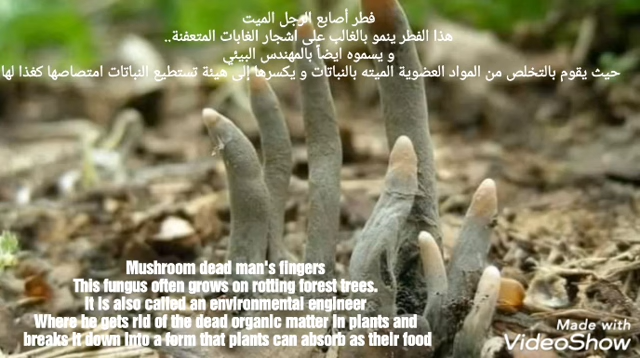 فطر أصابع الرجل الميت
هذا الفطر ينمو بالغالب على اشجار الغابات المتعفنة..
و يسموه ايضاً بالمهندس البيئي
حيث يقوم بالتخلص من المواد العضوية الميته بالنباتات و يكسرها إلى هيئة تستطيع النباتات امتصاصها كغذا لها
Mushroom dead man's fingers
This fungus often grows on rotting forest trees.
It is also called an environmental engineer
Where he gets rid of the dead organic matter in plants and
breaks it down into a form that plants can absorb as their food
Made with
VideoShow